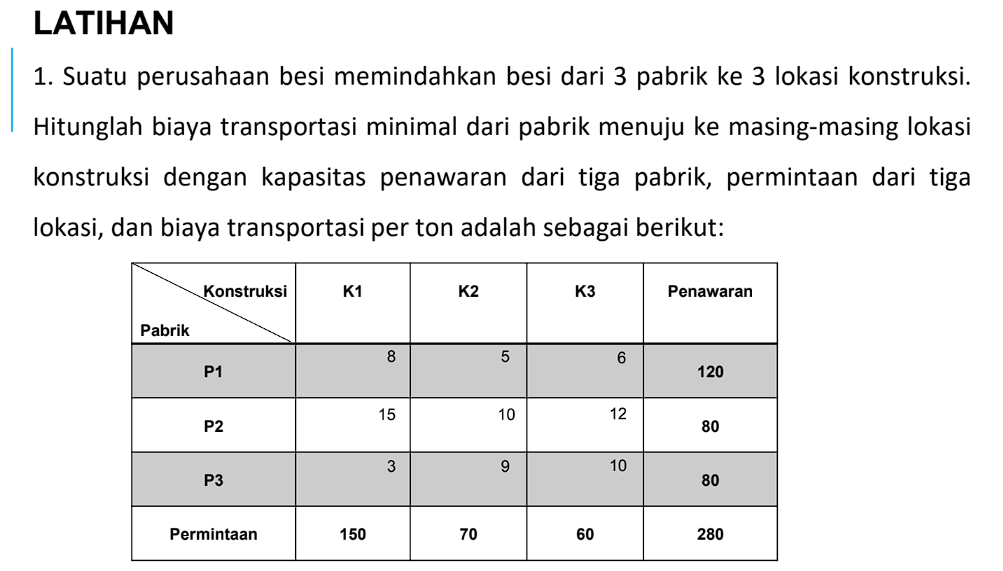 LATIHAN
1. Suatu perusahaan besi memindahkan besi dari 3 pabrik ke 3 lokasi konstruksi.
Hitunglah biaya transportasi minimal dari pabrik menuju ke masing-masing lokasi
konstruksi dengan kapasitas penawaran dari tiga pabrik, permintaan dari tiga
lokasi, dan biaya transportasi per ton adalah sebagai berikut:
Konstruksi K1 K2 K3 Penawaran
Pabrik
P1 8 5 6 120
P2 15 10 12 80
P3 3 9 10 80
Permintaan 150 70 60 280